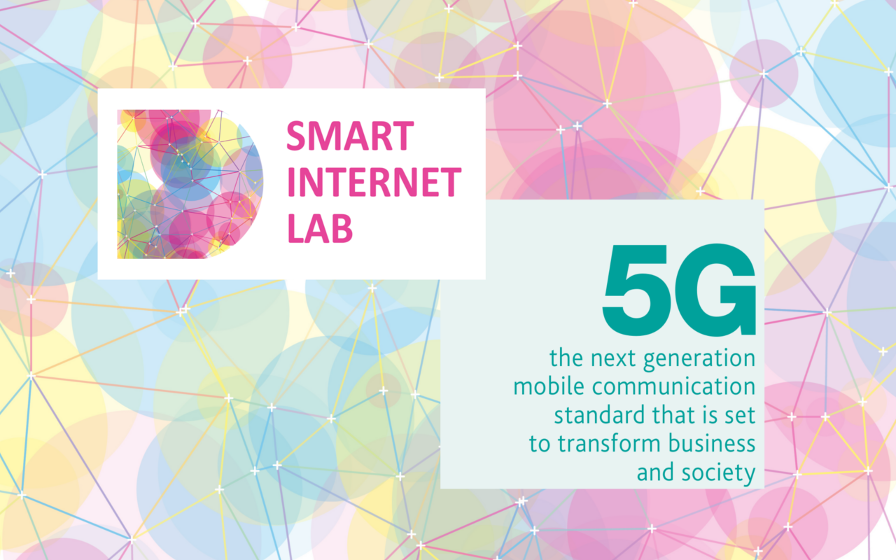 SMART
INTERNET
LAB
5G
the next generation
mobile communication
standard that is set
to transform business
and society